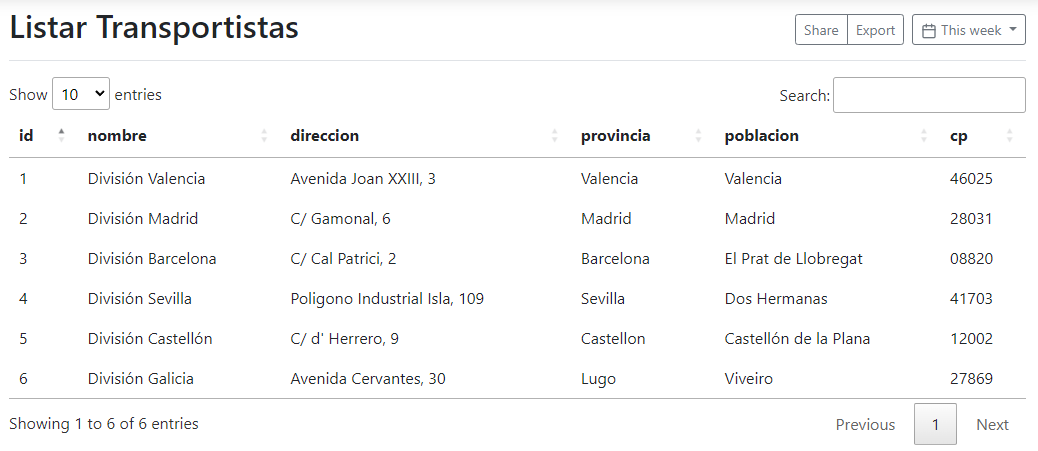 Listar Transportistas Share Export This week
Show 10 entries Search:
id nombre direccion provincia poblacion cp
1 División Valencia Avenida Joan XXIII, 3 Valencia Valencia 46025
2 División Madrid C/ Gamonal, 6 Madrid Madrid 28031
3 División Barcelona C/ Cal Patrici, 2 Barcelona El Prat de Llobregat 08820
4 División Sevilla Poligono Industrial Isla, 109 Sevilla Dos Hermanas 41703
5 División Castellón C/ d' Herrero, 9 Castellon Castellón de la Plana 12002
6 División Galicia Avenida Cervantes, 30 Lugo Viveiro 27869
Showing 1 to 6 of 6 entries Previous 1 Next